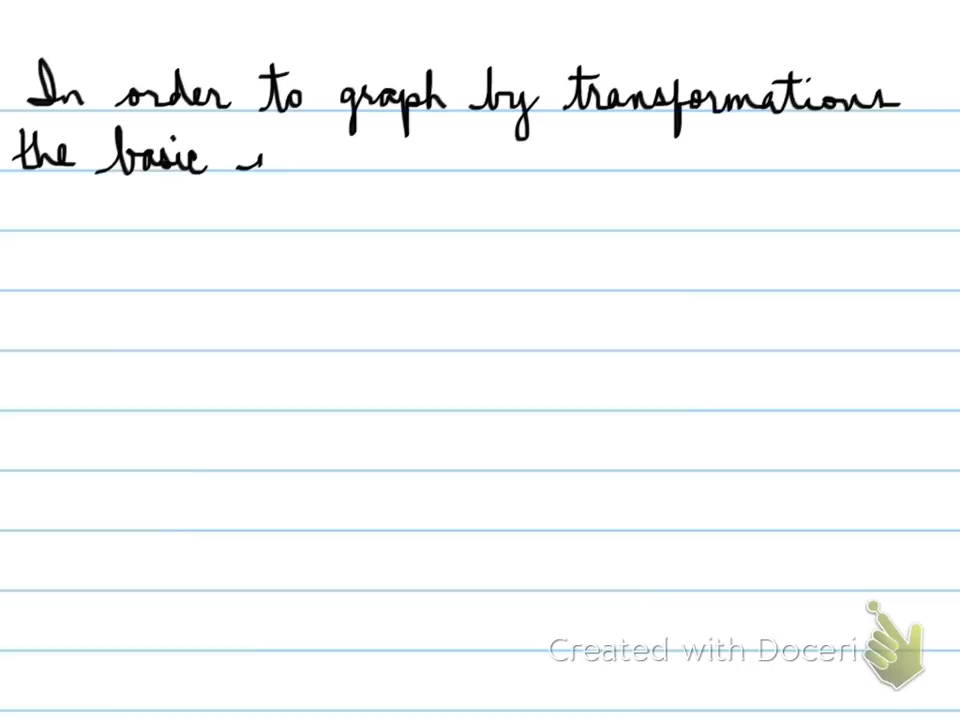 In order to graph by transformations
the basic
Created with Doceri